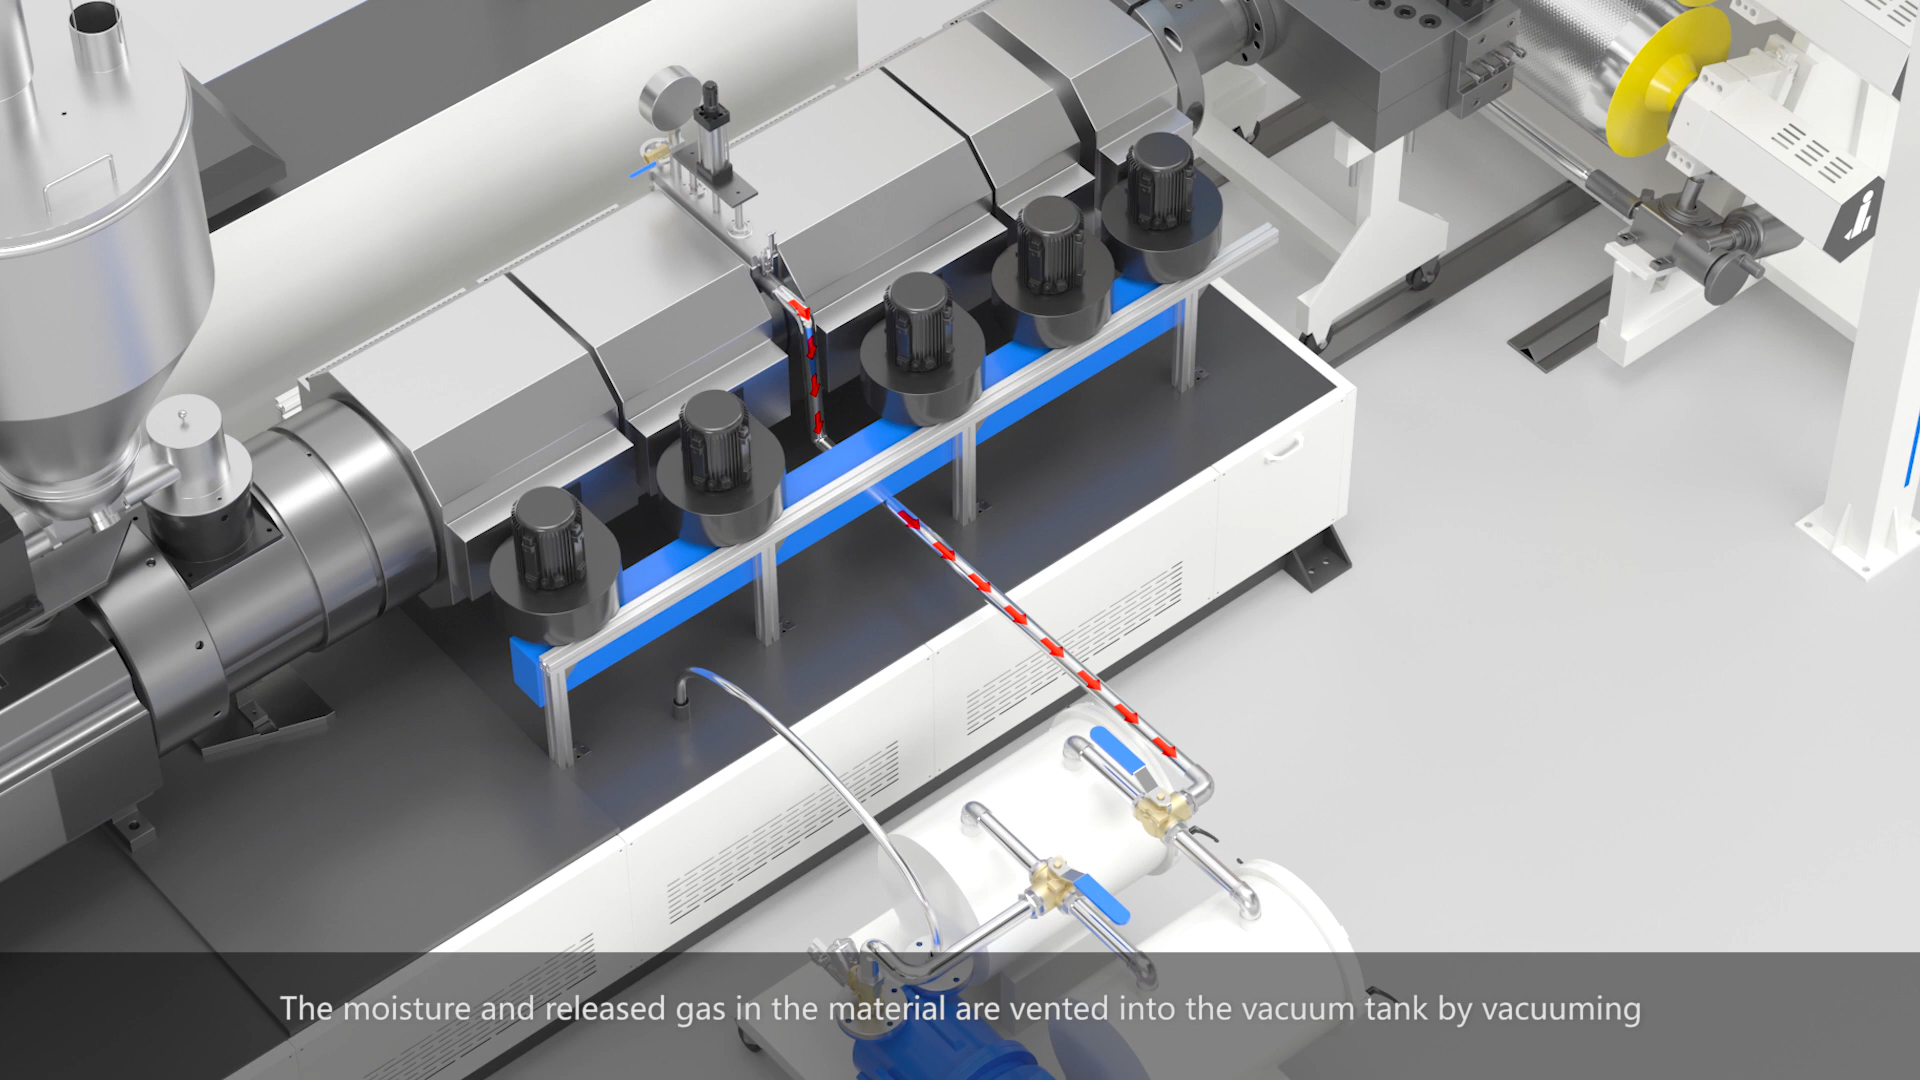 The moisture and released gas in the material are vented into the vacuum tank by vacuuming